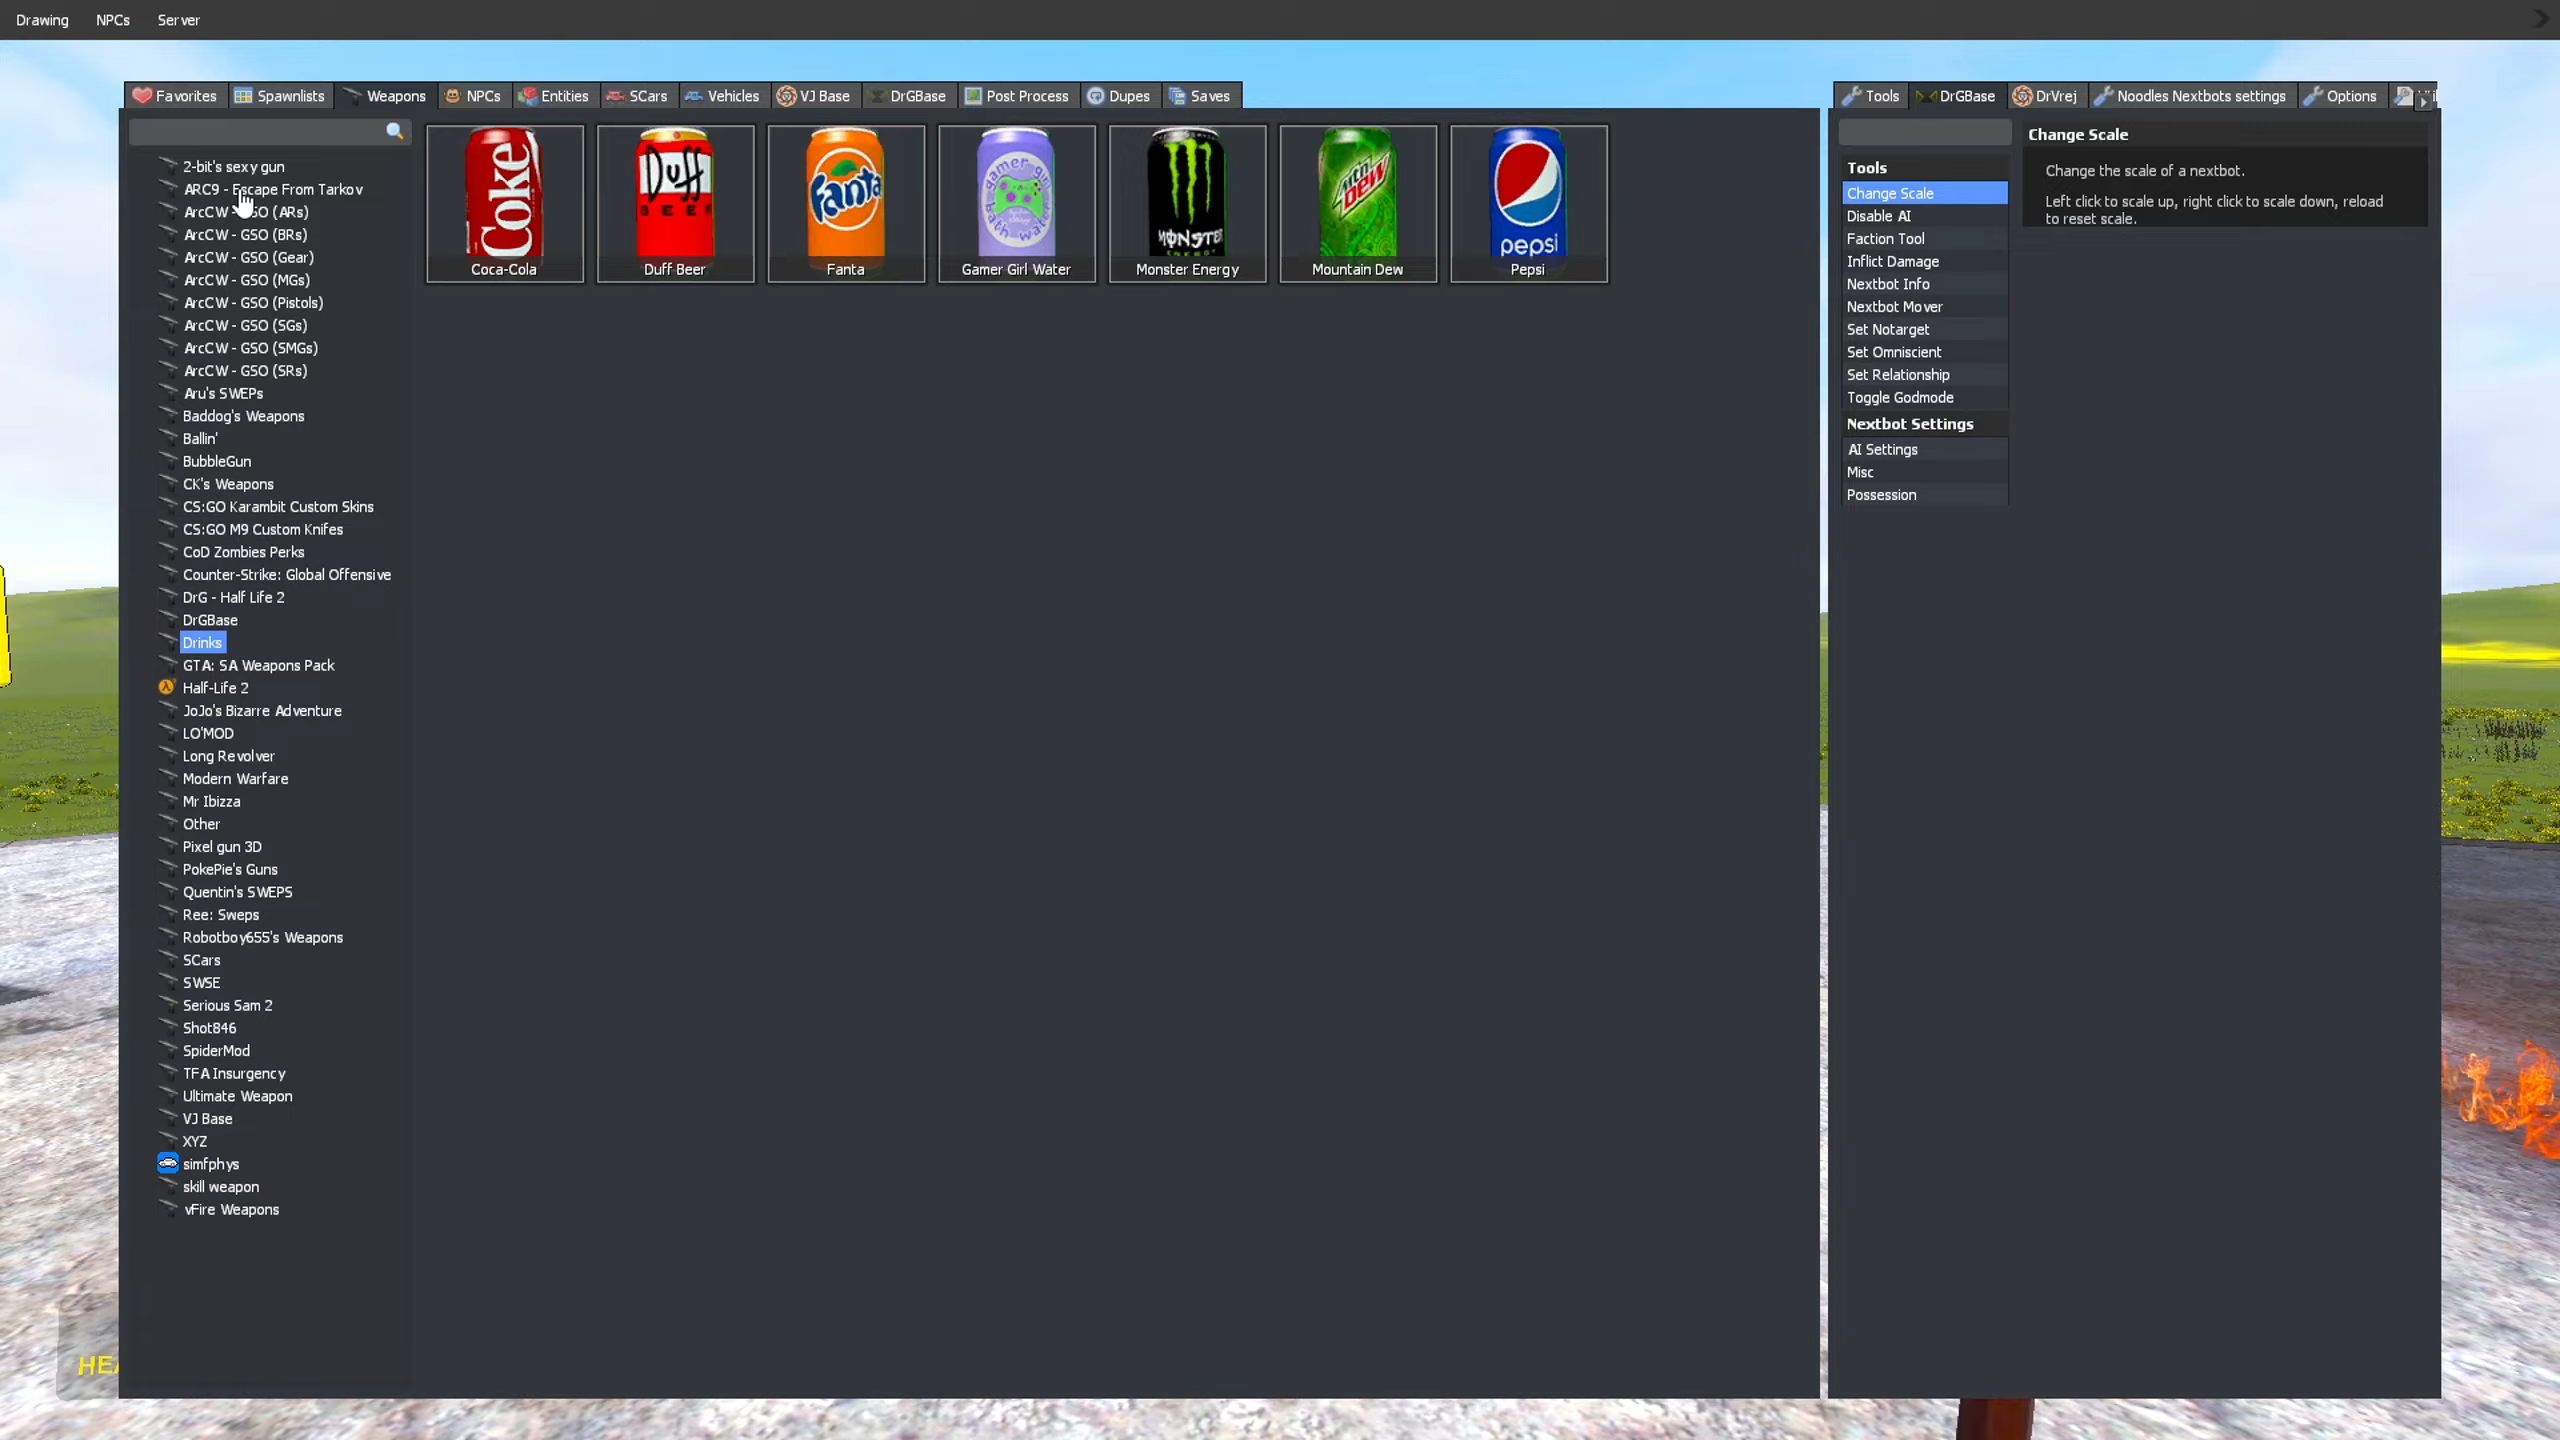 Drawing NPCs Server
Favorites Spawnlists Weapons NPCs Entities SCars Vehicles VJ Base DrGBase Post Process Dupes Saves
2-bit's sexy gun
ARC9 - Escape From Tarkov
ArcCW - GSO (ARs)
ArcCW - GSO (BRs)
ArcCW - GSO (Gear)
ArcCW - GSO (MGs)
ArcCW - GSO (Pistols)
ArcCW - GSO (SGs)
ArcCW - GSO (SMGs)
ArcCW - GSO (SRs)
Aru's SWEPs
Baddog's Weapons
Ballin'
BubbleGun
CK's Weapons
CS:GO Karambit Custom Skins
CS:GO M9 Custom Knifes
CoD Zombies Perks
Counter-Strike: Global Offensive
DrG - Half Life 2
DrGBase
Drinks
GTA: SA Weapons Pack
Half-Life 2
JoJo's Bizarre Adventure
LO'MOD
Long Revolver
Modern Warfare
Mr Ibizza
Other
Pixel gun 3D
PokePie's Guns
Quentin's SWEPS
Ree: Sweps
Robotboy655's Weapons
SCars
SWSE
Serious Sam 2
Shot846
SpiderMod
TFA Insurgency
Ultimate Weapon
VJ Base
XYZ
simfphys
skill weapon
vFire Weapons
Coke
Coca-Cola
Duff
BEER
Duff Beer
Fanta
Fanta
gamer girl
bath water
Gamer Girl Water
MONSTER
ENERGY
Monster Energy
Mtn
DEW
Mountain Dew
pepsi
Pepsi
Tools DrGBase DrVrej Noodles Nextbots settings Options
Tools
Change Scale
Disable AI
Faction Tool
Inflict Damage
Nextbot Info
Nextbot Mover
Set Notarget
Set Omniscient
Set Relationship
Toggle Godmode
Nextbot Settings
AI Settings
Misc
Possession
Change Scale
Change the scale of a nextbot.
Left click to scale up, right click to scale down, reload
to reset scale.
HEA